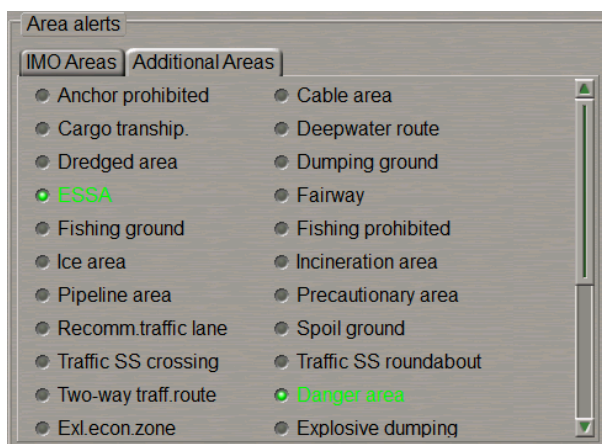 Area alerts
IMO Areas Additional Areas
Anchor prohibited Cable area
Cargo tranship. Deepwater route
Dredged area Dumping ground
ESSA Fairway
Fishing ground Fishing prohibited
Ice area Incineration area
Pipeline area Precautionary area
Recomm.traffic lane Spoil ground
Traffic SS crossing Traffic SS roundabout
Two-way traff.route Danger area
Exl.econ.zone Explosive dumping